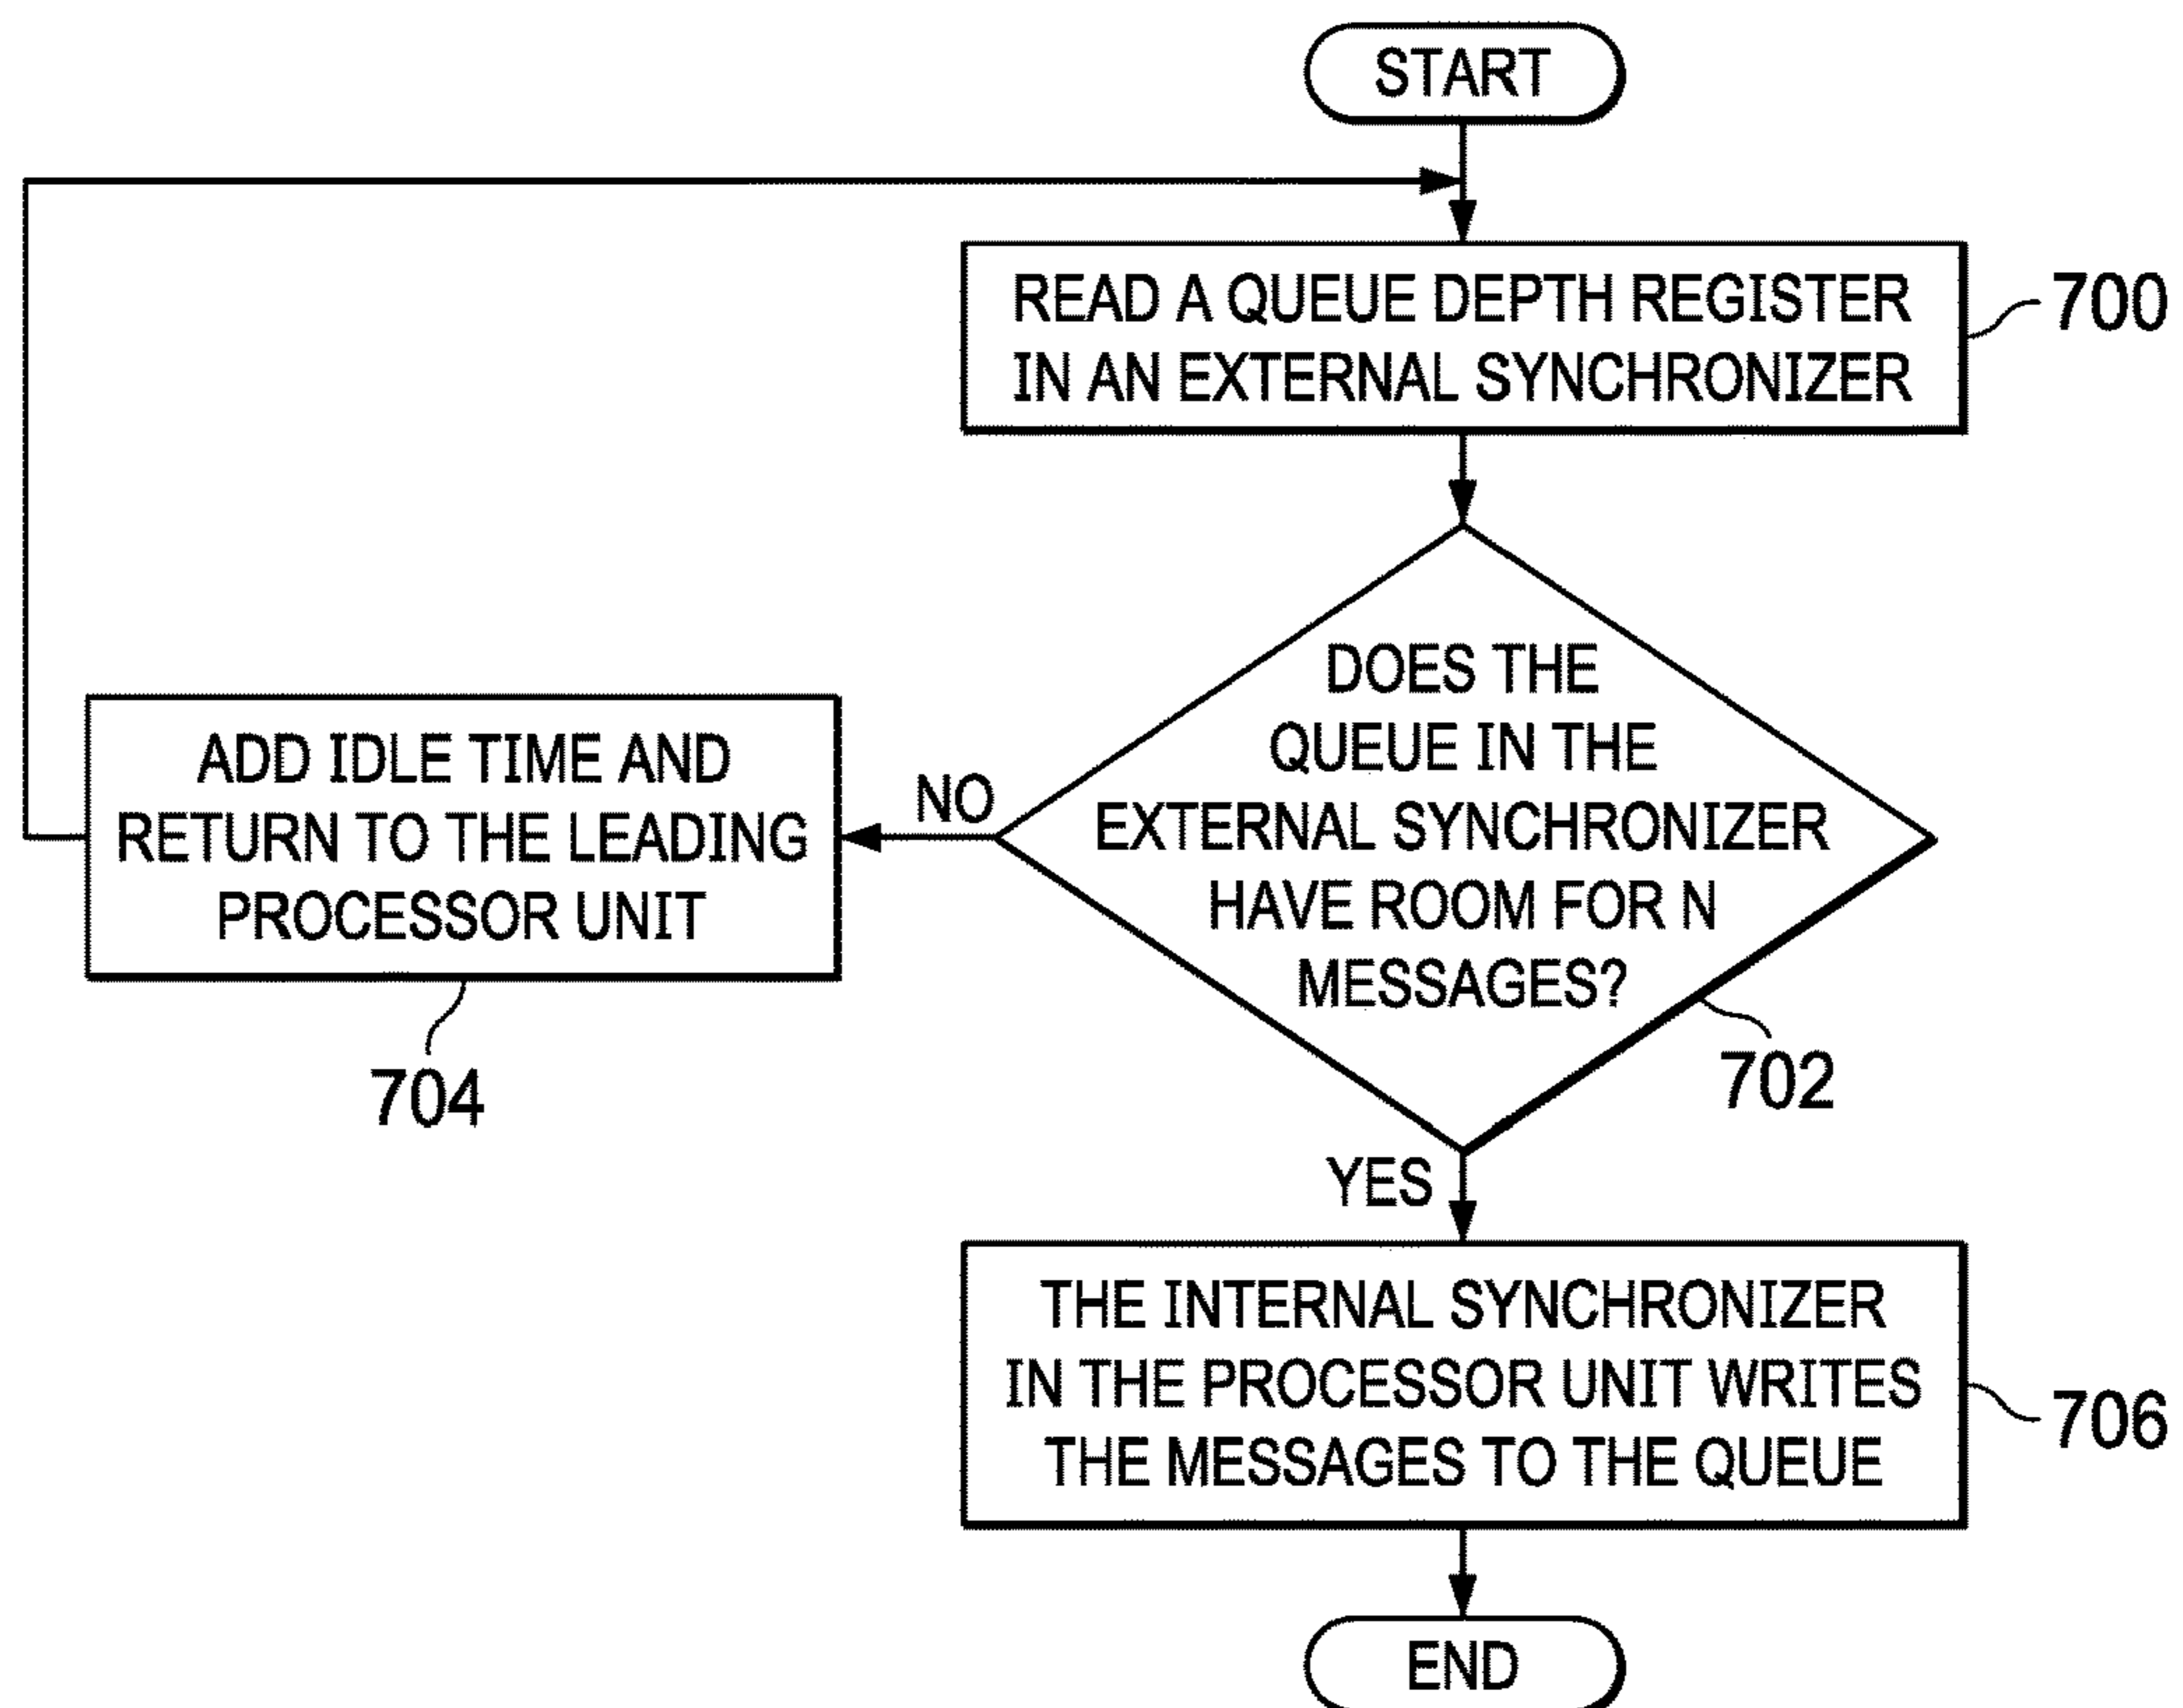 START
READ A QUEUE DEPTH REGISTER
IN AN EXTERNAL SYNCHRONIZER
700
DOES THE
QUEUE IN THE
EXTERNAL SYNCHRONIZER
HAVE ROOM FOR N
MESSAGES?
702
NO
ADD IDLE TIME AND
RETURN TO THE LEADING
PROCESSOR UNIT
704
YES
THE INTERNAL SYNCHRONIZER
IN THE PROCESSOR UNIT WRITES
THE MESSAGES TO THE QUEUE
706
END